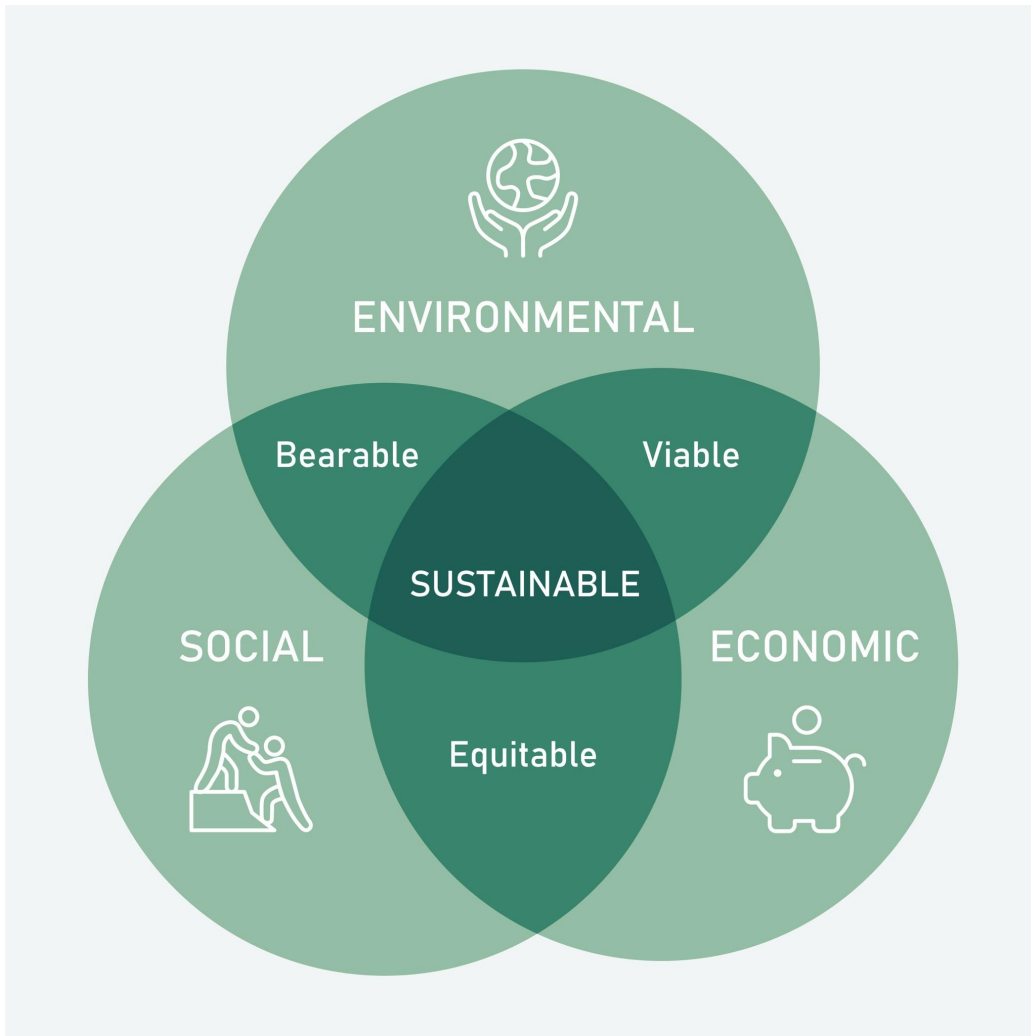 ENVIRONMENTAL
Bearable
Viable
SUSTAINABLE
SOCIAL
ECONOMIC
Equitable